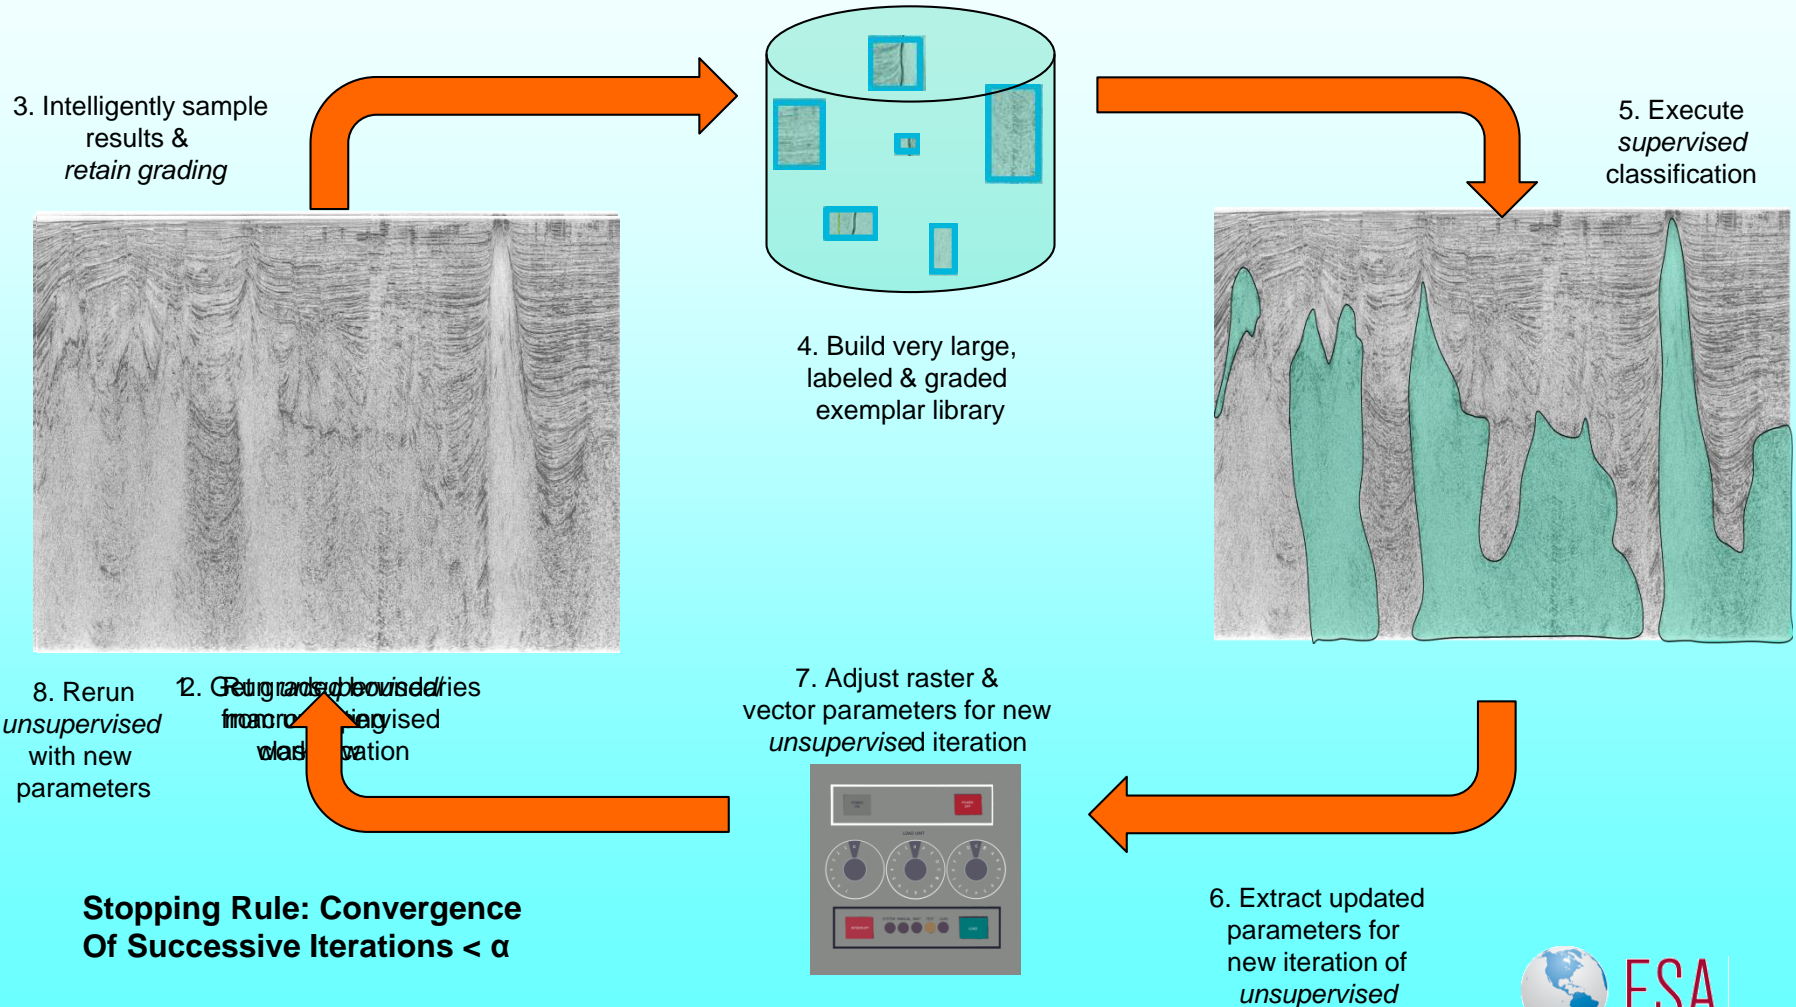 3. Intelligently sample
results &
retain grading
4. Build very large,
labeled & graded
exemplar library
5. Execute
supervised
classification
8. Rerun
unsupervised
with new
parameters
7. Adjust raster &
vector parameters for new
unsupervised iteration
Stopping Rule: Convergence
Of Successive Iterations < α
6. Extract updated
parameters for
new iteration of
unsupervised
ESA